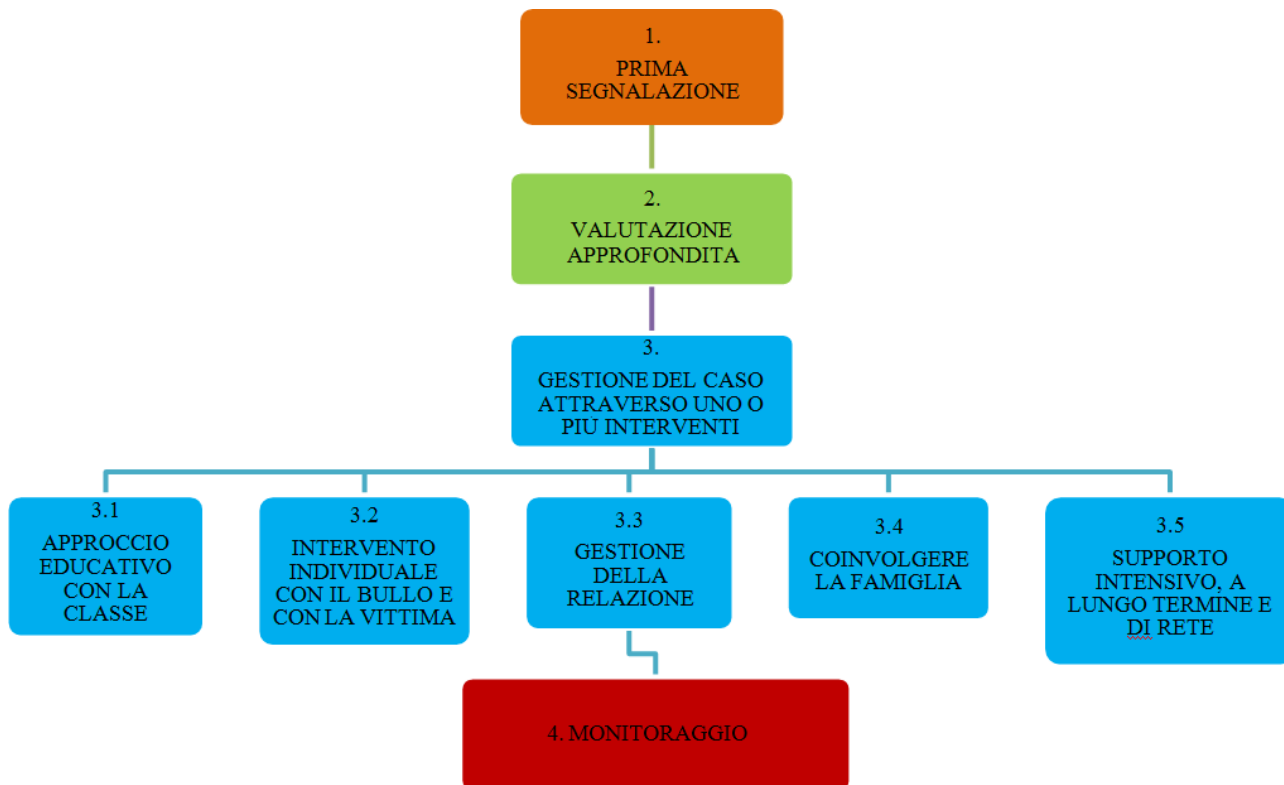 1.
PRIMA
SEGNALAZIONE
2.
VALUTAZIONE
APPROFONDITA
3.
GESTIONE DEL CASO
ATTRAVERSO UNO O
PIÙ INTERVENTI
3.1
APPROCCIO
EDUCATIVO
CON LA
CLASSE
3.2
INTERVENTO
INDIVIDUALE
CON IL BULLO E
CON LA VITTIMA
3.3
GESTIONE
DELLA
RELAZIONE
3.4
COINVOLGERE
LA FAMIGLIA
3.5
SUPPORTO
INTENSIVO, A
LUNGO TERMINE E
DI RETE
4. MONITORAGGIO